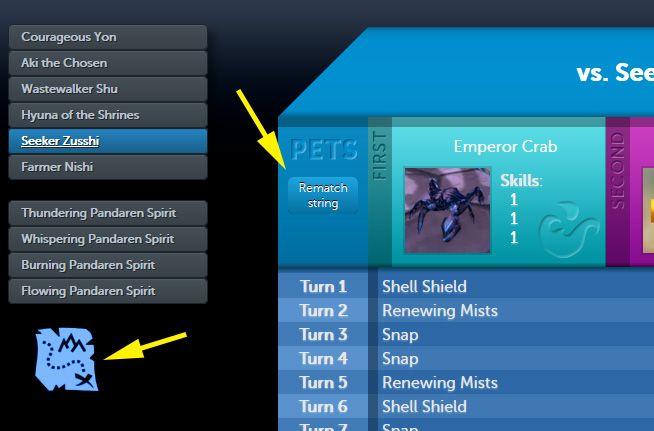 Courageous Yon
Aki the Chosen
Wastewalker Shu
Hyuna of the Shrines
Seeker Zusshi
Farmer Nishi
Thundering Pandaren Spirit
Whispering Pandaren Spirit
Burning Pandaren Spirit
Flowing Pandaren Spirit
vs. See
PETS
Rematch
string
FIRST
Emperor Crab
Skills:
1
1
1
SECOND
Turn 1 Shell Shield
Turn 2 Renewing Mists
Turn 3 Snap
Turn 4 Snap
Turn 5 Renewing Mists
Turn 6 Shell Shield
Turn 7 Snap